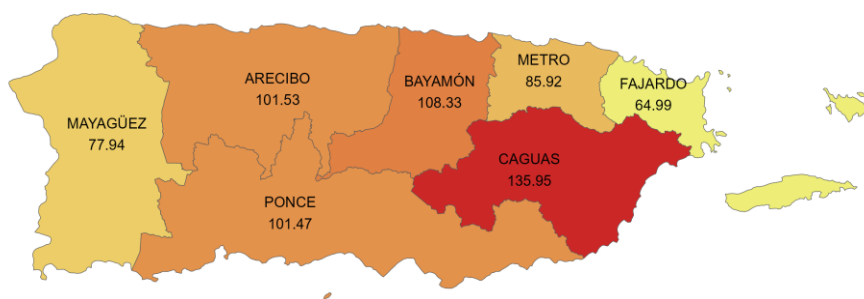 METRO
85.92
ARECIBO
101.53
BAYAMÓN
108.33
FAJARDO
64.99
MAYAGÜEZ
77.94
CAGUAS
135.95
PONCE
101.47